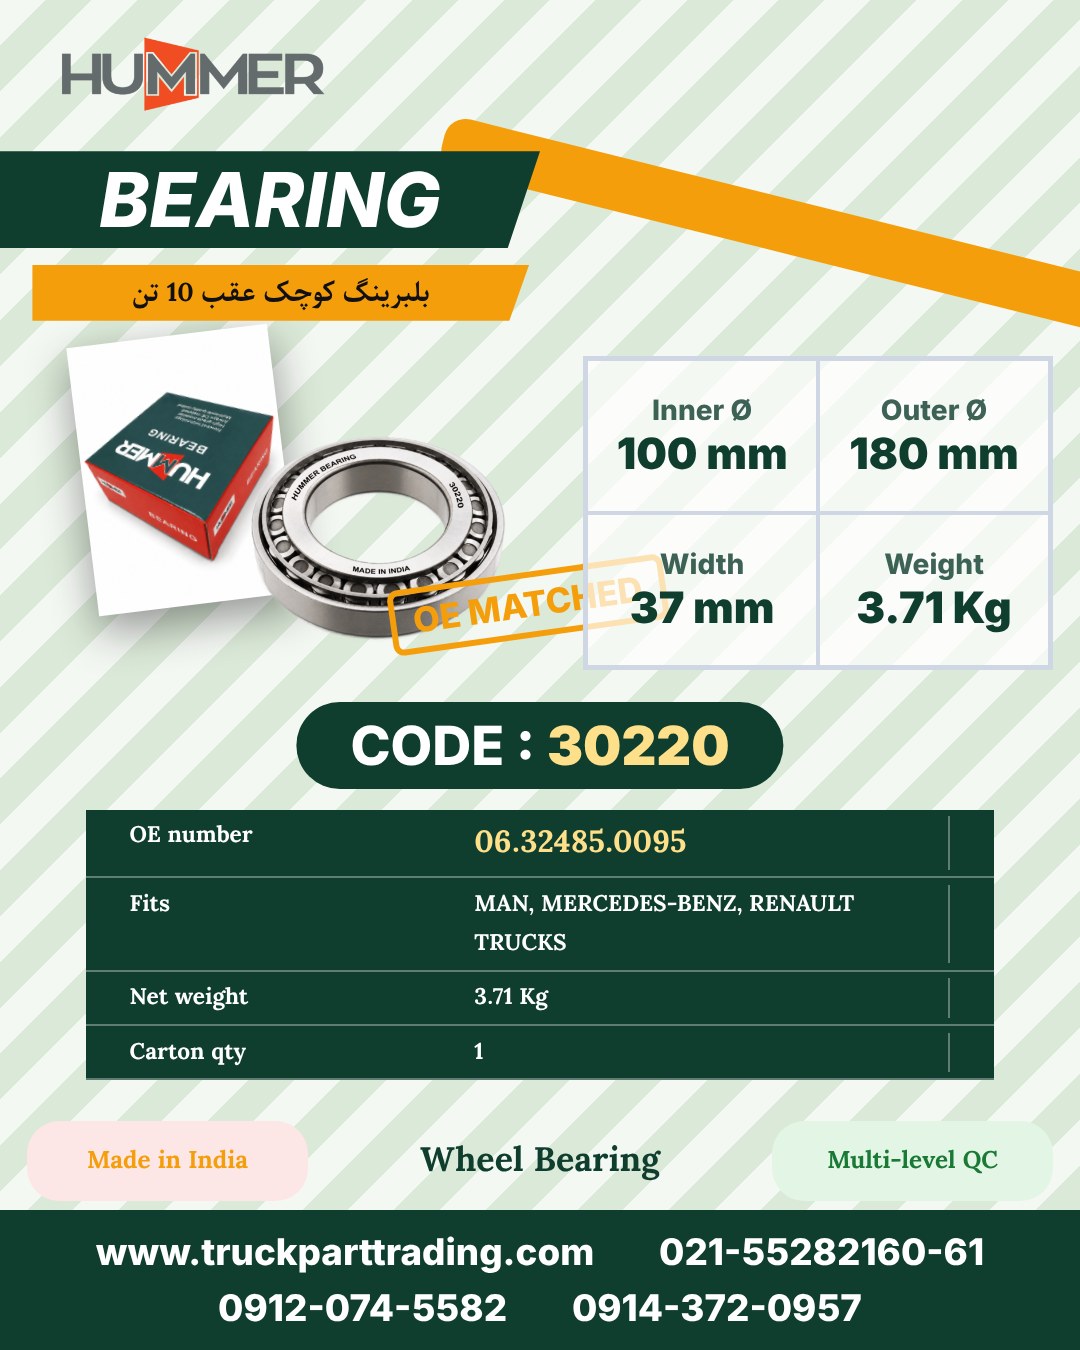 HUMMER
BEARING
بلبرینگ کوچک عقب 10 تن
HUMMER
BEARING
BEARING
HUMMER BEARING
30220
MADE IN INDIA
OE MATCHED
Inner Ø
100 mm
Outer Ø
180 mm
Width
37 mm
Weight
3.71 Kg
CODE : 30220
OE number
06.32485.0095
Fits
MAN, MERCEDES-BENZ, RENAULT
TRUCKS
Net weight
3.71 Kg
Carton qty
1
Made in India
Wheel Bearing
Multi-level QC
www.truckparttrading.com
021-55282160-61
0912-074-5582
0914-372-0957